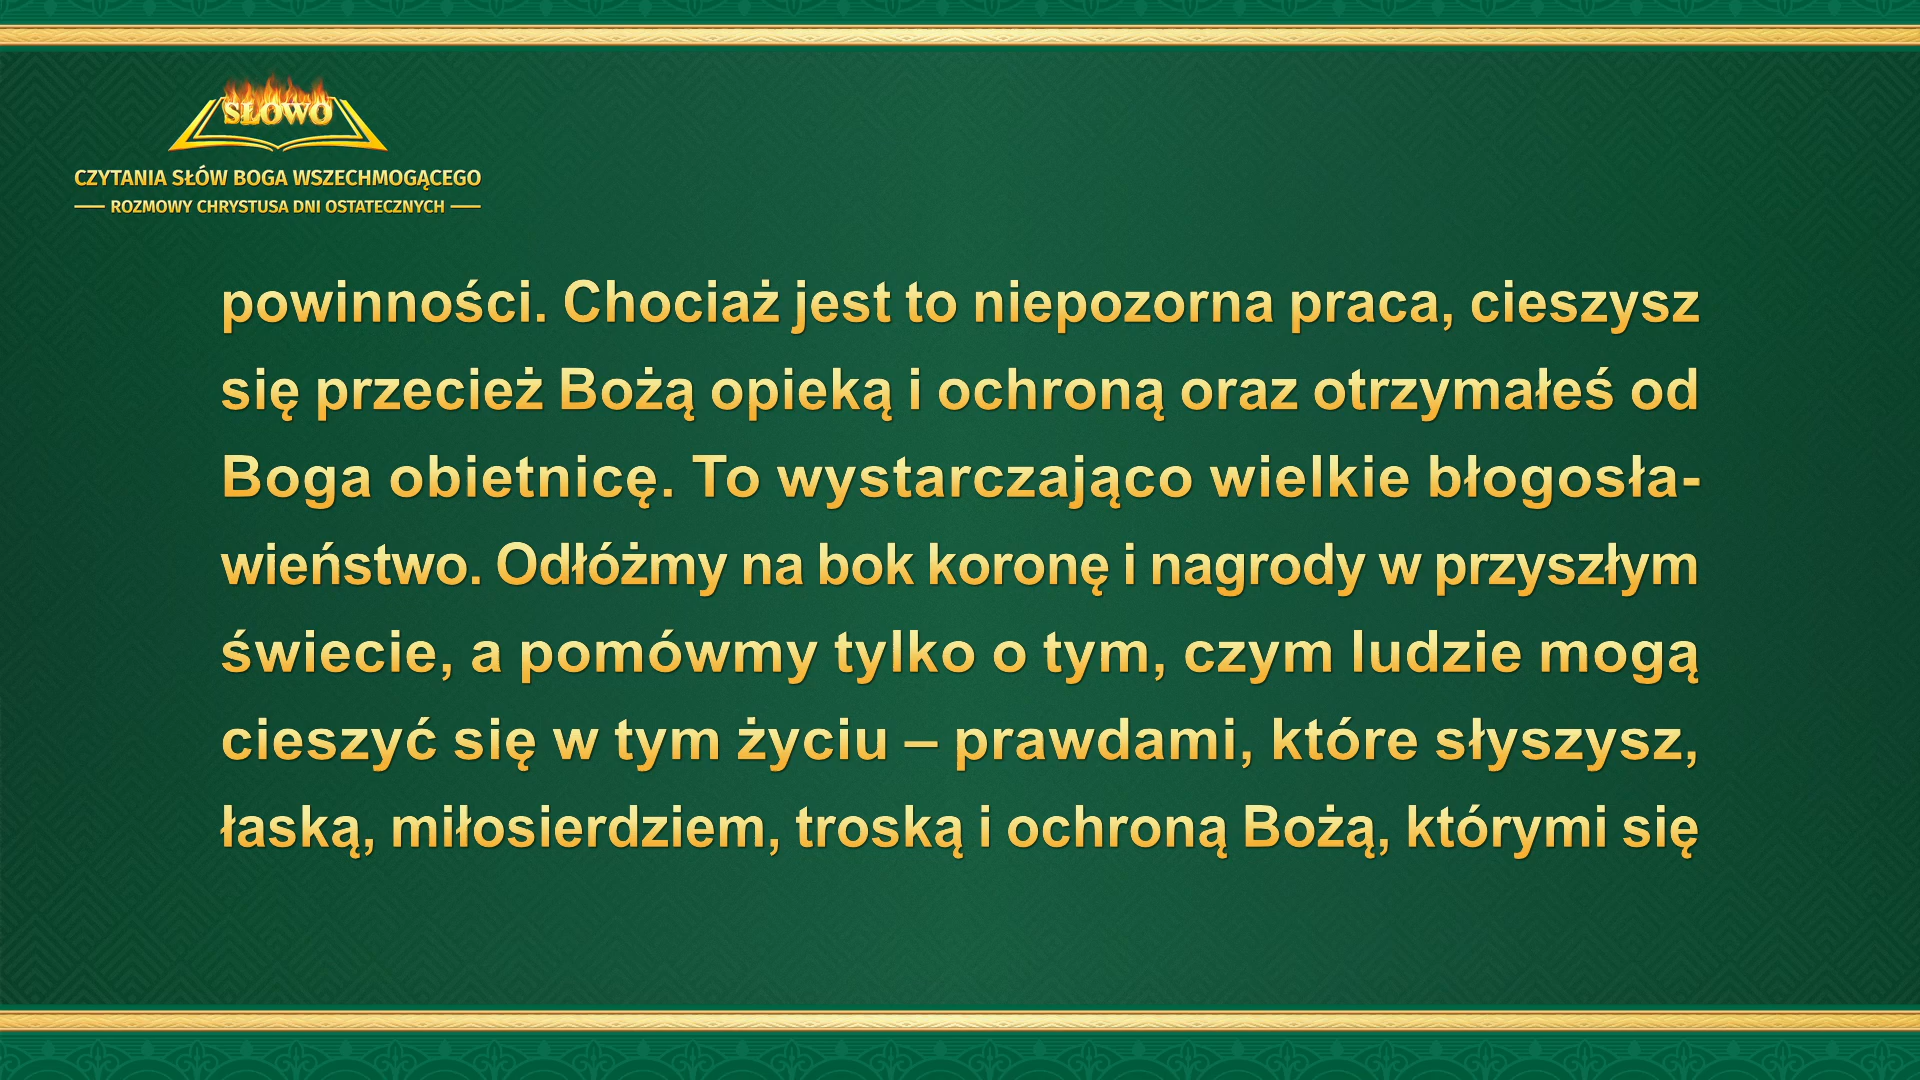 SŁOWO
CZYTANIA SŁÓW BOGA WSZECHMOGĄCEGO
ROZMOWY CHRYSTUSA DNI OSTATECZNYCH
powinności. Chociaż jest to niepozorna praca, cieszysz
się przecież Bożą opieką i ochroną oraz otrzymałeś od
Boga obietnicę. To wystarczająco wielkie błogosła-
wieństwo. Odłóżmy na bok koronę i nagrody w przyszłym
świecie, a pomówmy tylko o tym, czym ludzie mogą
cieszyć się w tym życiu – prawdami, które słyszysz,
łaską, miłosierdziem, troską i ochroną Bożą, którymi się